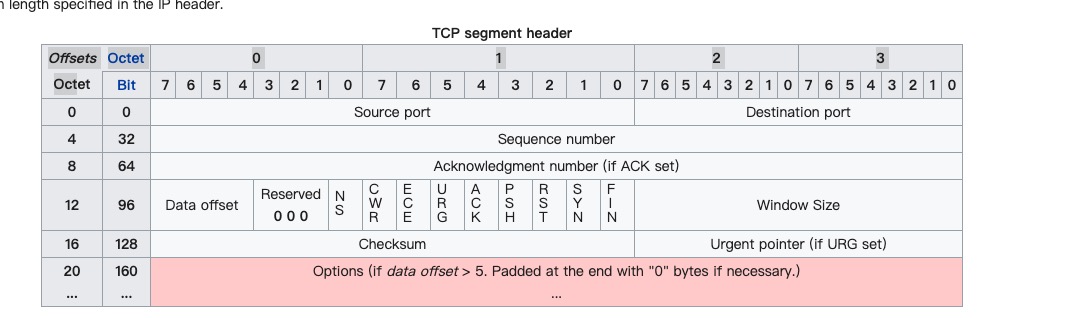 n length specified in the IP header.
TCP segment header
Offsets Octet 0 1 2 3
Octet Bit 7 6 5 4 3 2 1 0 7 6 5 4 3 2 1 0 7 6 5 4 3 2 1 0 7 6 5 4 3 2 1 0
0 0 Source port Destination port
4 32 Sequence number
8 64 Acknowledgment number (if ACK set)
12 96 Data offset Reserved 0 0 0 NS CWR ECE URG ACK PSH RST SYN FIN Window Size
16 128 Checksum Urgent pointer (if URG set)
20 160 Options (if data offset > 5. Padded at the end with "0" bytes if necessary.)
... ... ...